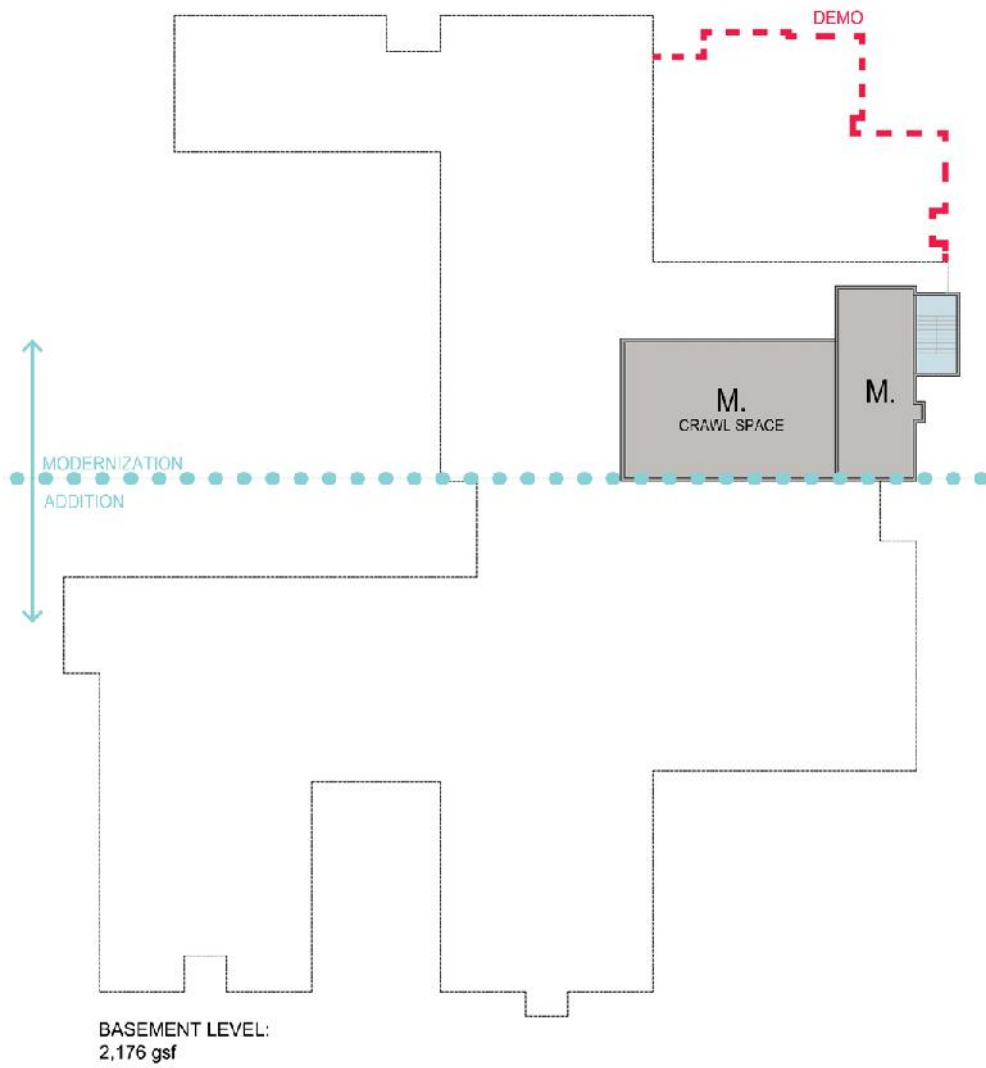 DEMO
M.
CRAWL SPACE
M.
MODERNIZATION
ADDITION
BASEMENT LEVEL:
2,176 gsf